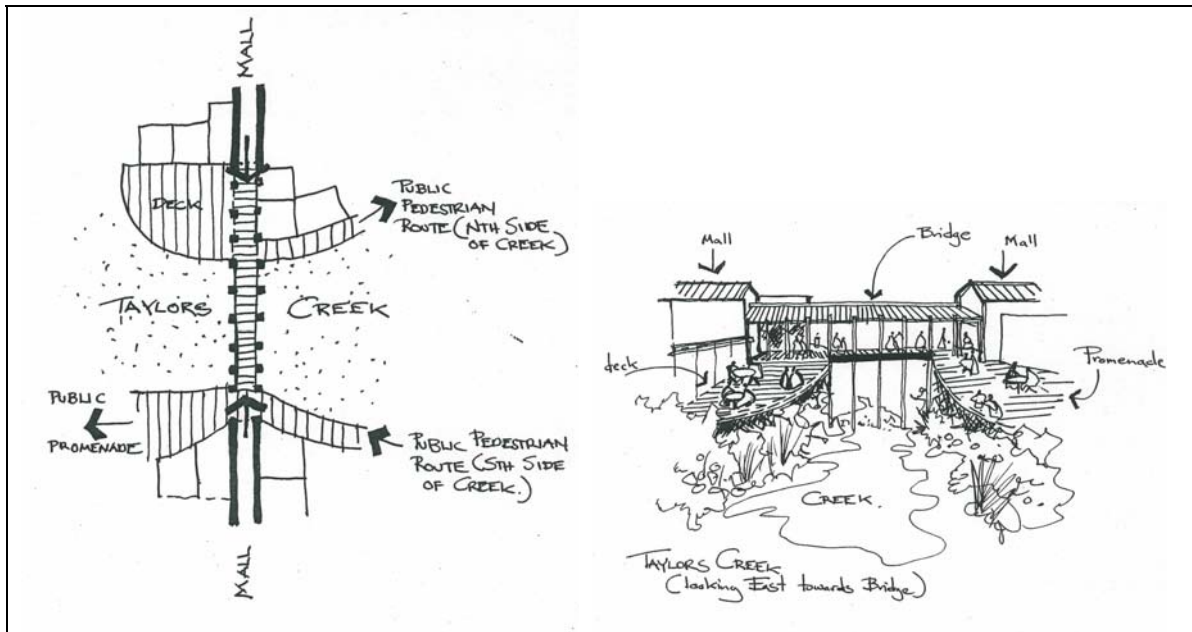 MALL
DECK
PUBLIC
PEDESTRIAN
ROUTE (NTH SIDE
OF CREEK)
TAYLORS CREEK
PUBLIC
PROMENADE
PUBLIC PEDESTRIAN
ROUTE (STH SIDE
OF CREEK.)
MALL
Mall
Bridge
Mall
deck
Promenade
CREEK.
TAYLORS CREEK
(looking East towards Bridge)